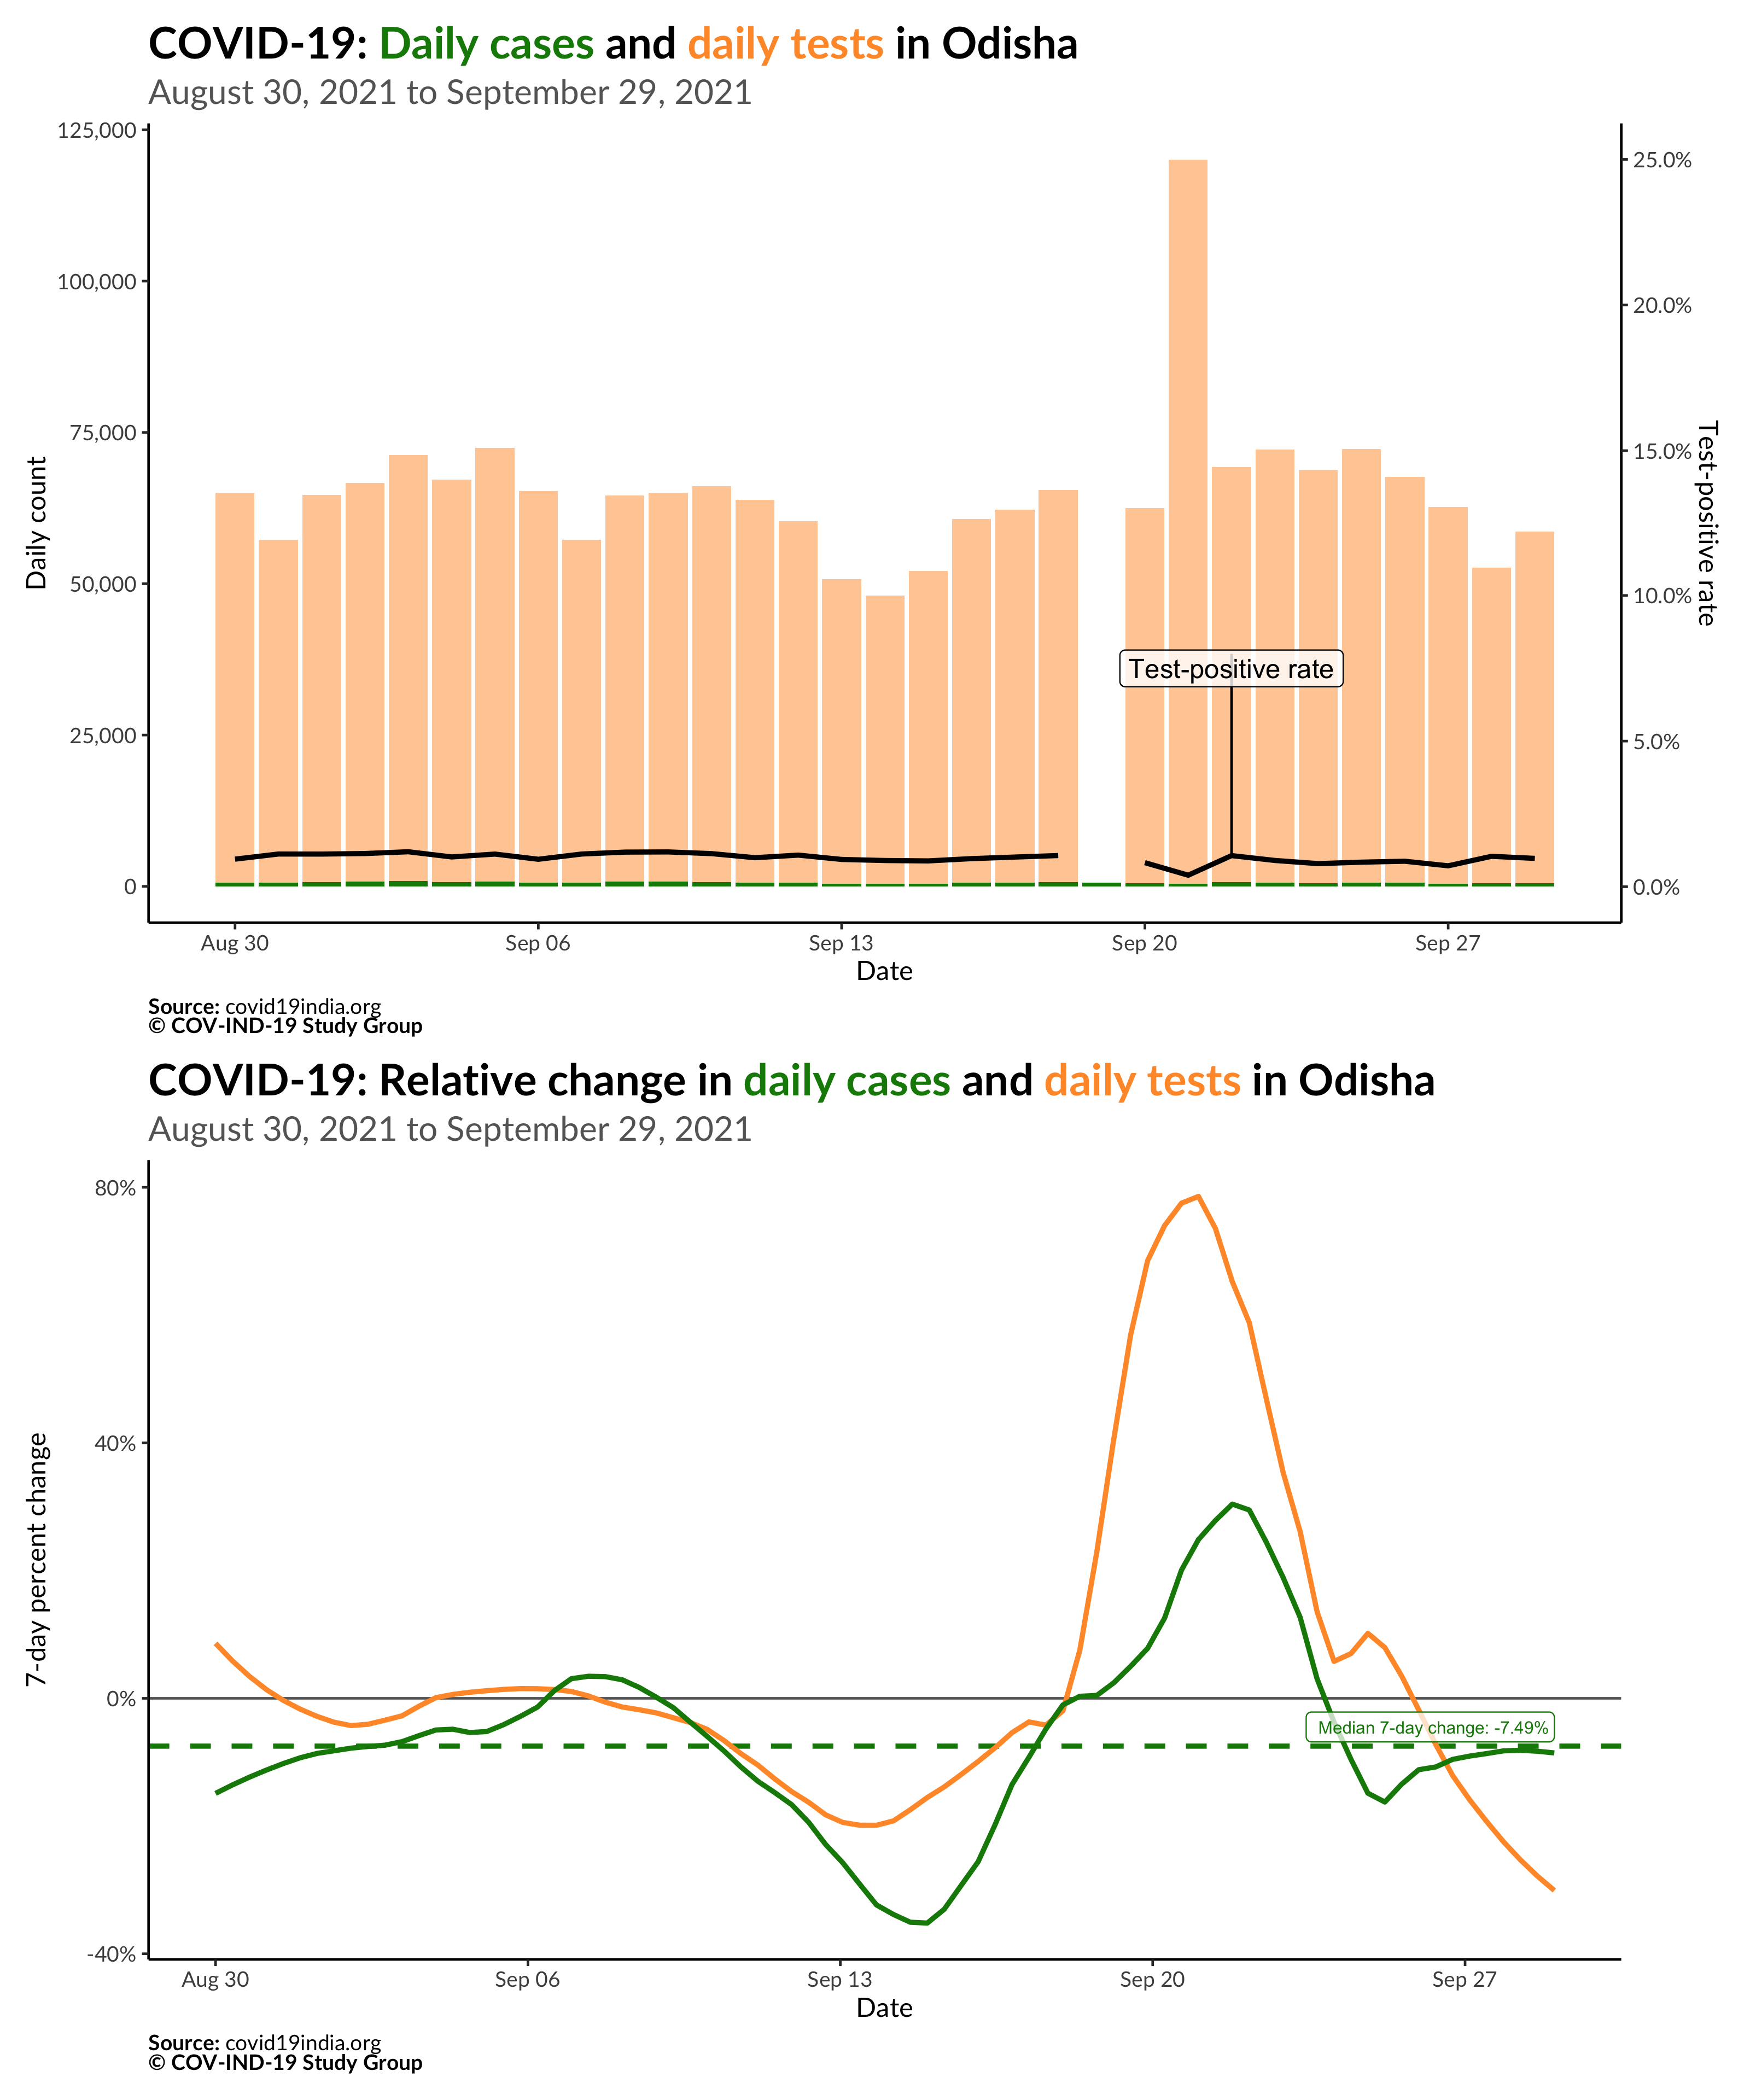 COVID-19: Daily cases and daily tests in Odisha
August 30, 2021 to September 29, 2021
125,000
100,000
75,000
50,000
25,000
0
Daily count
25.0%
20.0%
15.0%
10.0%
5.0%
0.0%
Test-positive rate
Test-positive rate
Aug 30
Sep 06
Sep 13
Sep 20
Sep 27
Date
Source: covid19india.org
© COV-IND-19 Study Group
COVID-19: Relative change in daily cases and daily tests in Odisha
August 30, 2021 to September 29, 2021
80%
40%
0%
-40%
7-day percent change
Median 7-day change: -7.49%
Aug 30
Sep 06
Sep 13
Sep 20
Sep 27
Date
Source: covid19india.org
© COV-IND-19 Study Group